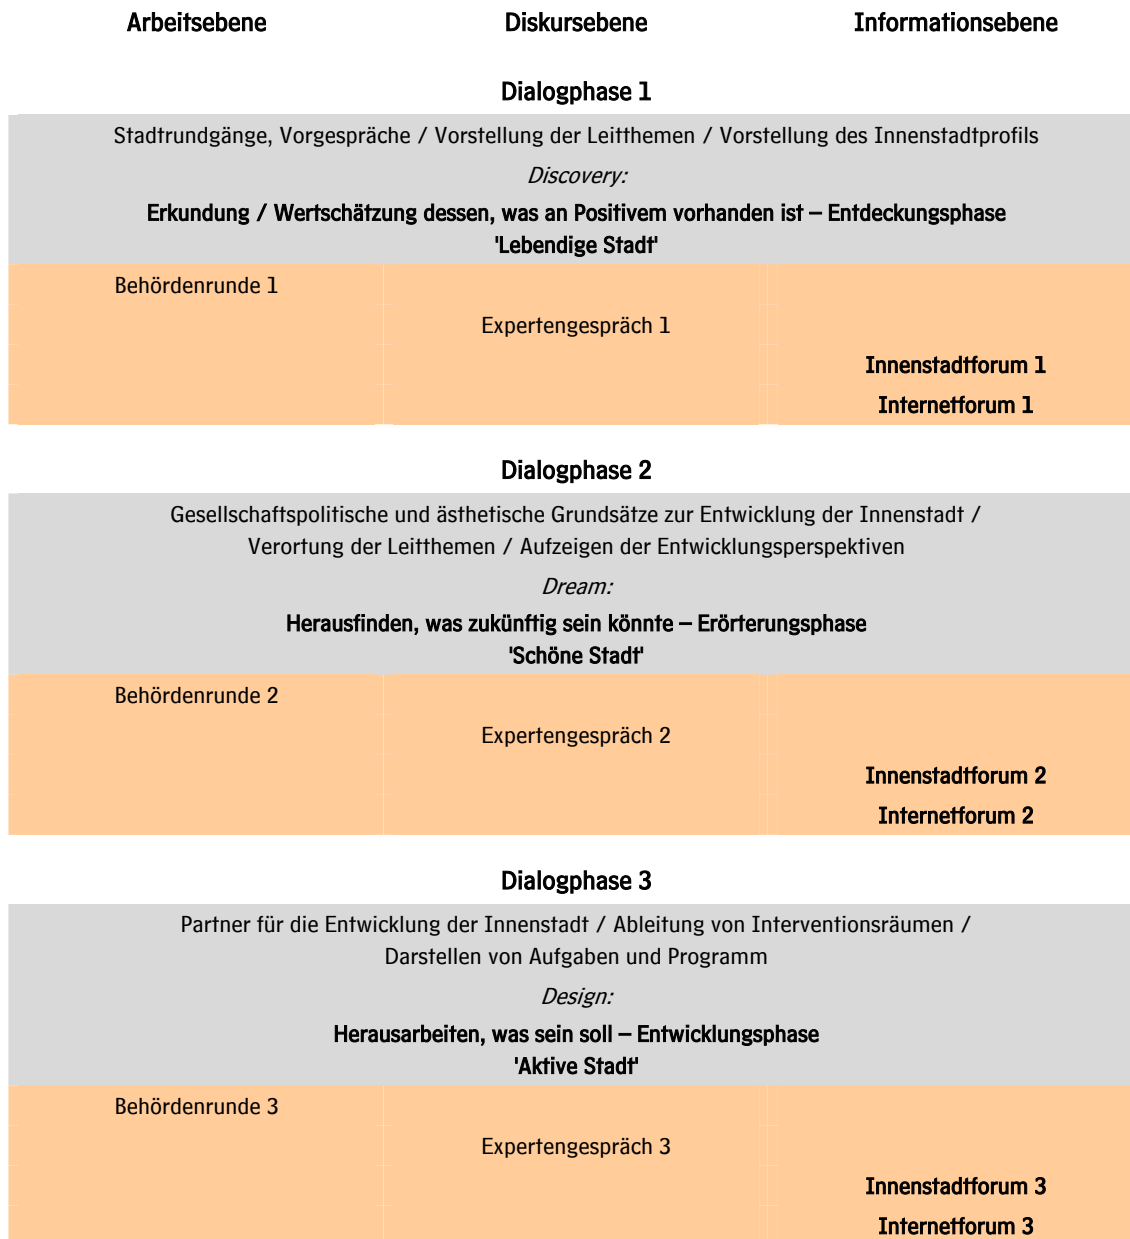 Arbeitsebene Diskursebene Informationsebene
Dialogphase 1
Stadtrundgänge, Vorgespräche / Vorstellung der Leitthemen / Vorstellung des Innenstadtprofils
Discovery:
Erkundung / Wertschätzung dessen, was an Positivem vorhanden ist – Entdeckungsphase
'Lebendige Stadt'
Behördenrunde 1
Expertengespräch 1
Innenstadtforum 1
Internetforum 1
Dialogphase 2
Gesellschaftspolitische und ästhetische Grundsätze zur Entwicklung der Innenstadt /
Verortung der Leitthemen / Aufzeigen der Entwicklungsperspektiven
Dream:
Herausfinden, was zukünftig sein könnte – Erörterungsphase
'Schöne Stadt'
Behördenrunde 2
Expertengespräch 2
Innenstadtforum 2
Internetforum 2
Dialogphase 3
Partner für die Entwicklung der Innenstadt / Ableitung von Interventionsräumen /
Darstellen von Aufgaben und Programm
Design:
Herausarbeiten, was sein soll – Entwicklungsphase
'Aktive Stadt'
Behördenrunde 3
Expertengespräch 3
Innenstadtforum 3
Internetforum 3